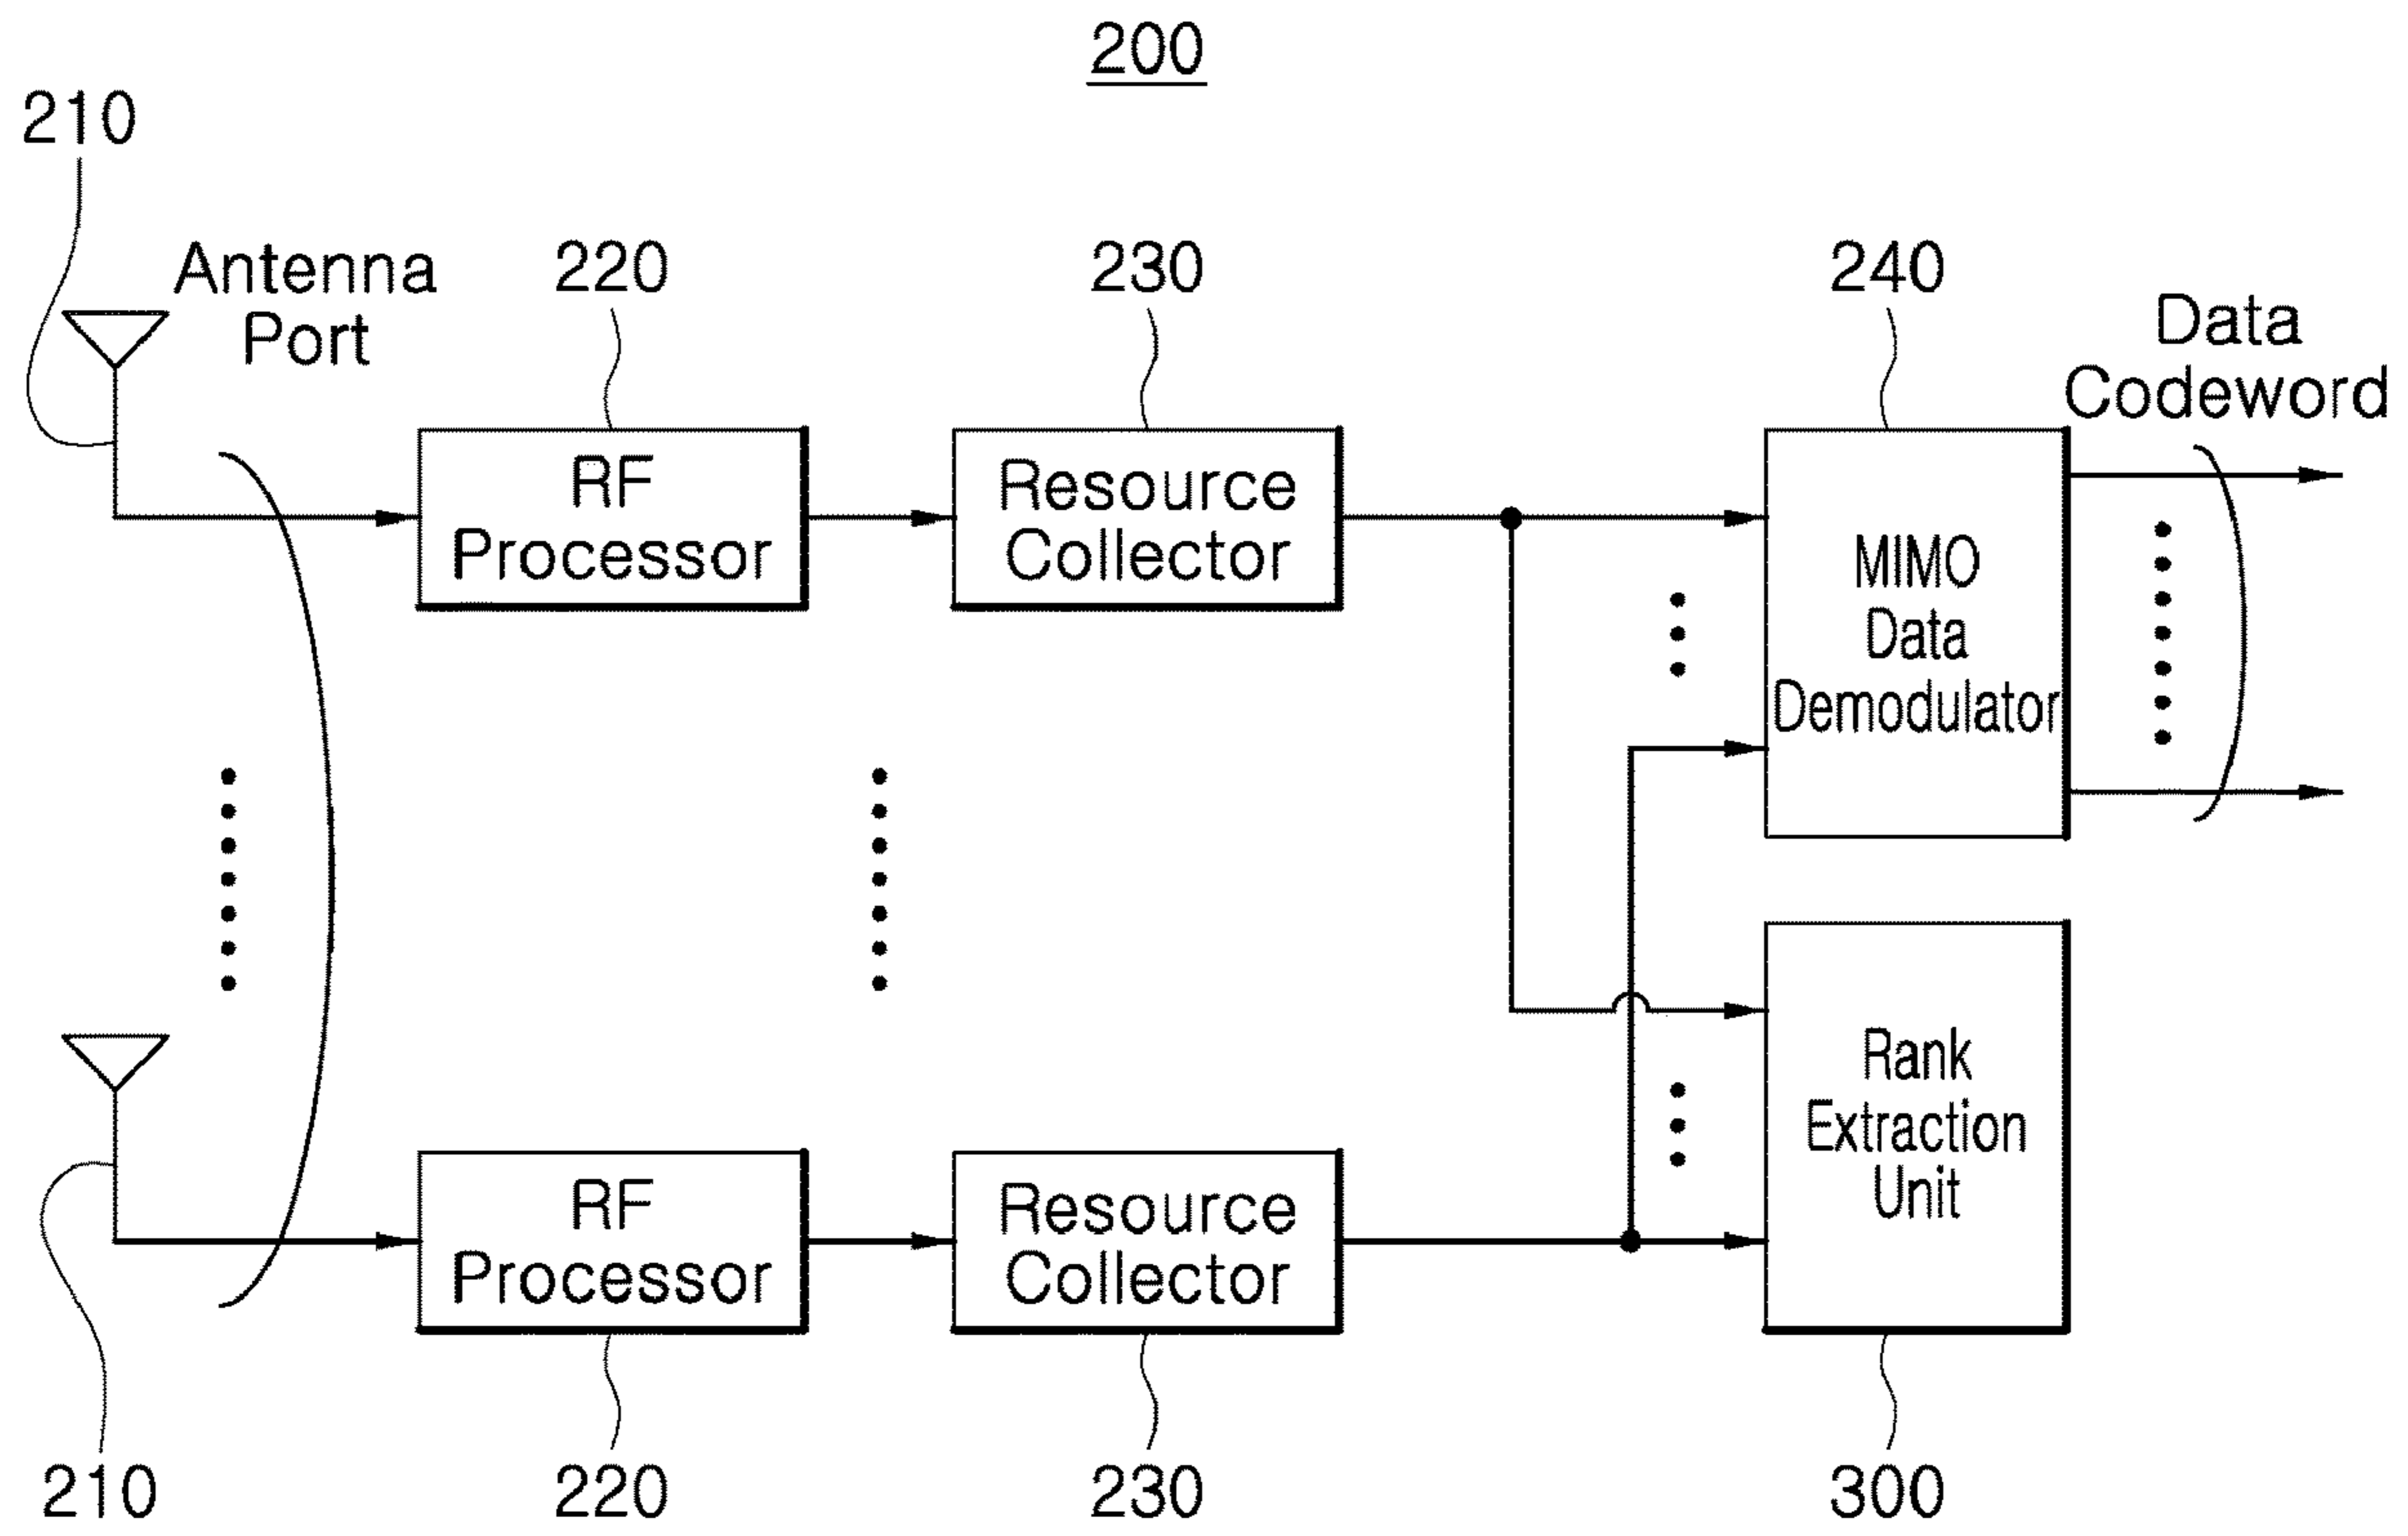 200
210
Antenna
Port
220
230
240
Data
Codeword
RF
Processor
Resource
Collector
MIMO
Data
Demodulator
RF
Processor
Resource
Collector
Rank
Extraction
Unit
210
220
230
300